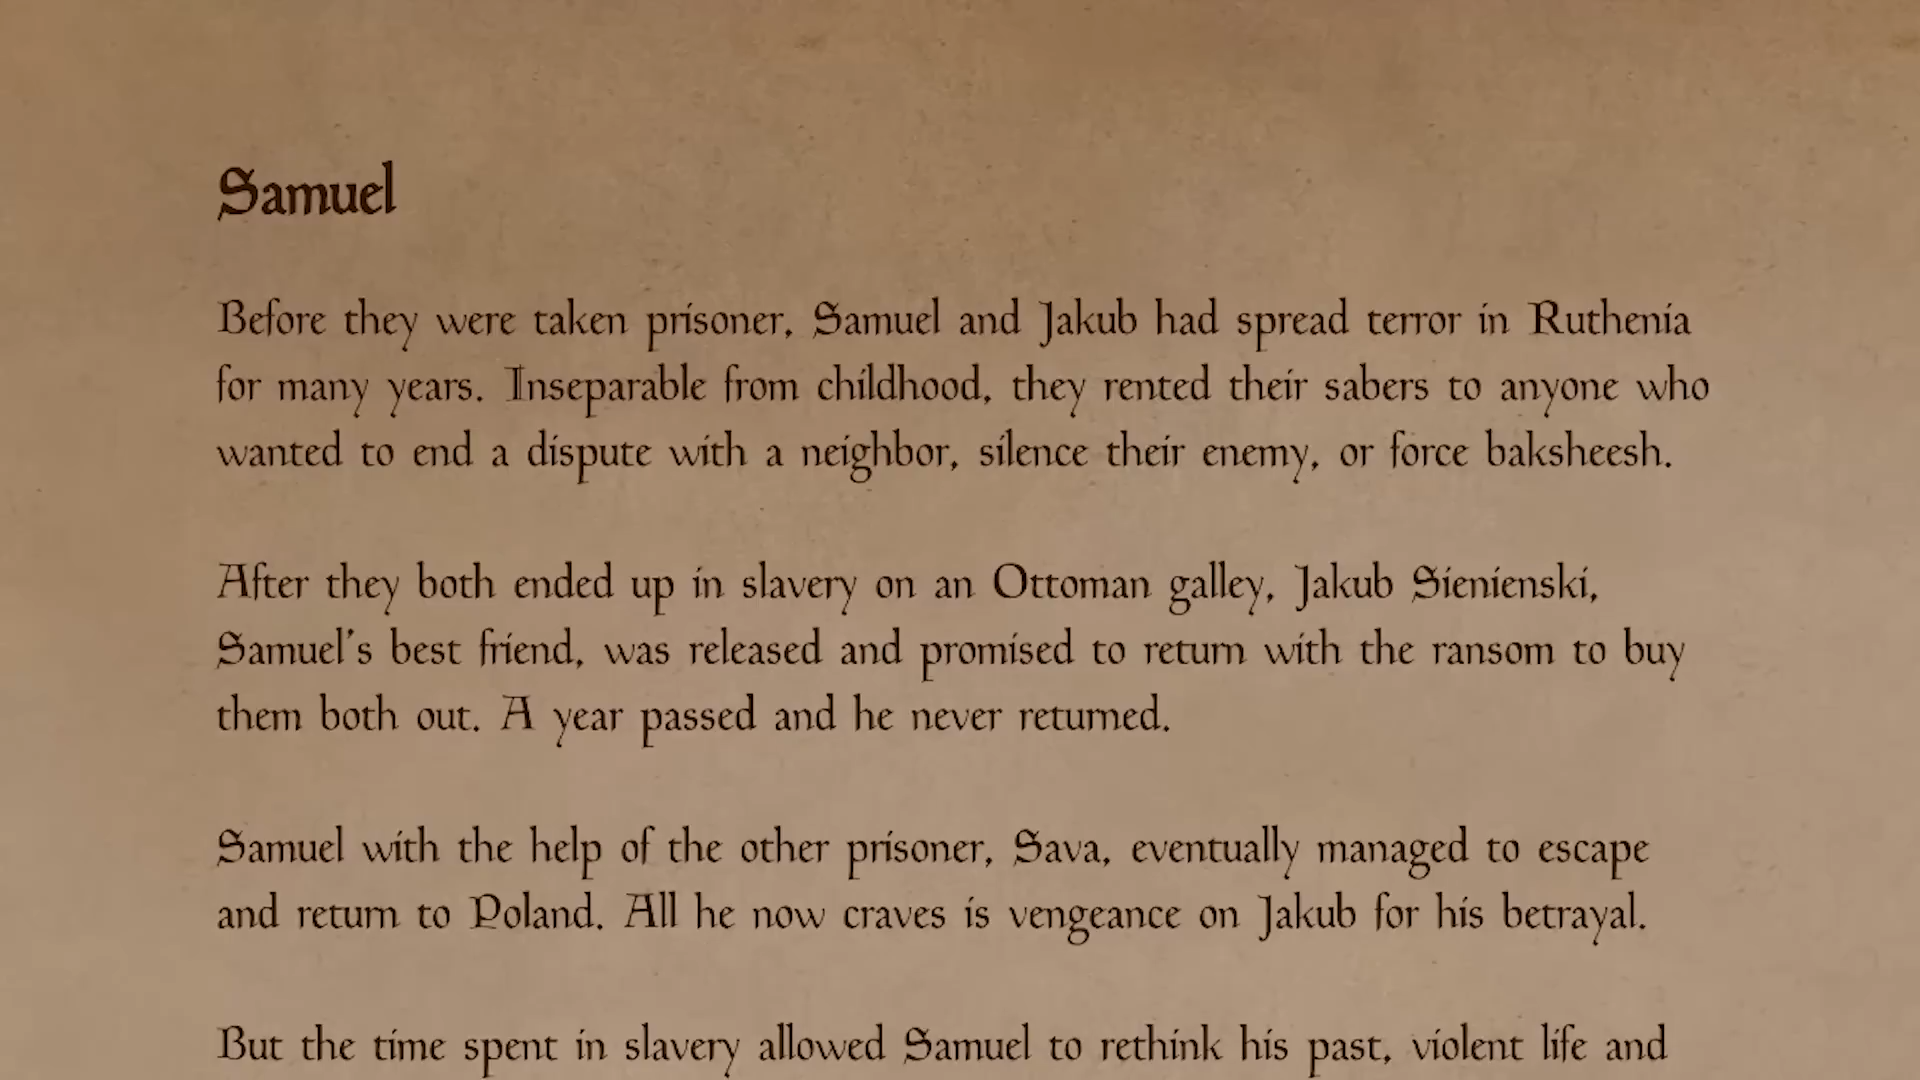 Samuel
Before they were taken prisoner, Samuel and Jakub had spread terror in Ruthenia
for many years. Inseparable from childhood, they rented their sabers to anyone who
wanted to end a dispute with a neighbor, silence their enemy, or force baksheesh.
After they both ended up in slavery on an Ottoman galley, Jakub Sienienski,
Samuel's best friend, was released and promised to return with the ransom to buy
them both out. A year passed and he never returned.
Samuel with the help of the other prisoner, Sava, eventually managed to escape
and return to Poland. All he now craves is vengeance on Jakub for his betrayal.
But the time spent in slavery allowed Samuel to rethink his past, violent life and